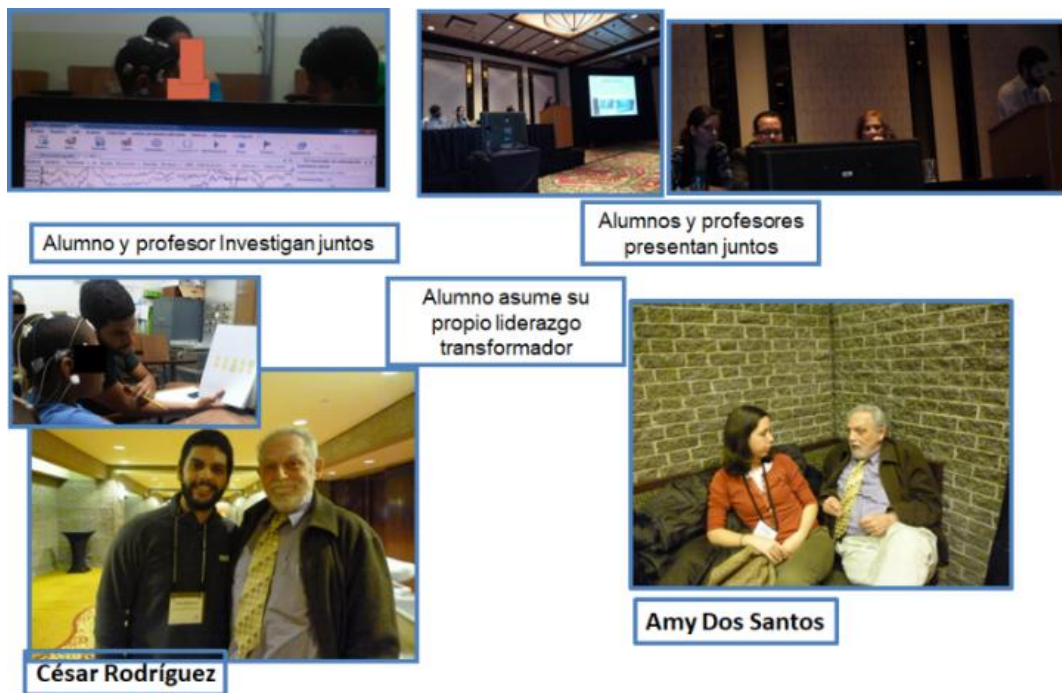 Alumno y profesor Investigan juntos
Alumnos y profesores
presentan juntos
Alumno asume su
propio liderazgo
transformador
César Rodríguez
Amy Dos Santos